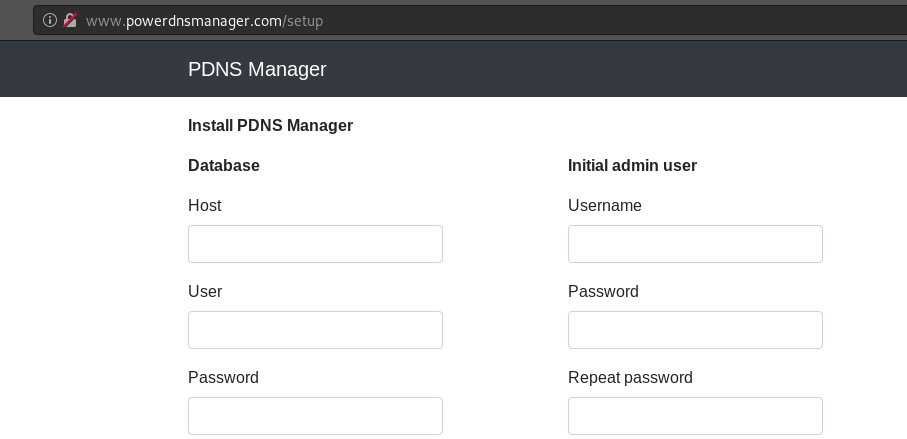 www.powerdnsmanager.com/setup
PDNS Manager
Install PDNS Manager
Database
Initial admin user
Host
Username
User
Password
Password
Repeat password